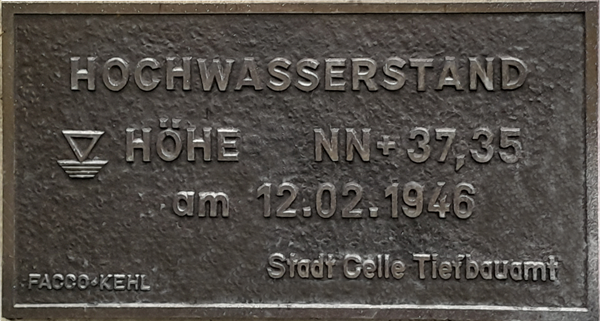 HOCHWASSERSTAND
HÖHE NN+37,35
am 12.02.1946
Stadt Celle Tiefbauamt
FACCO·KEHL